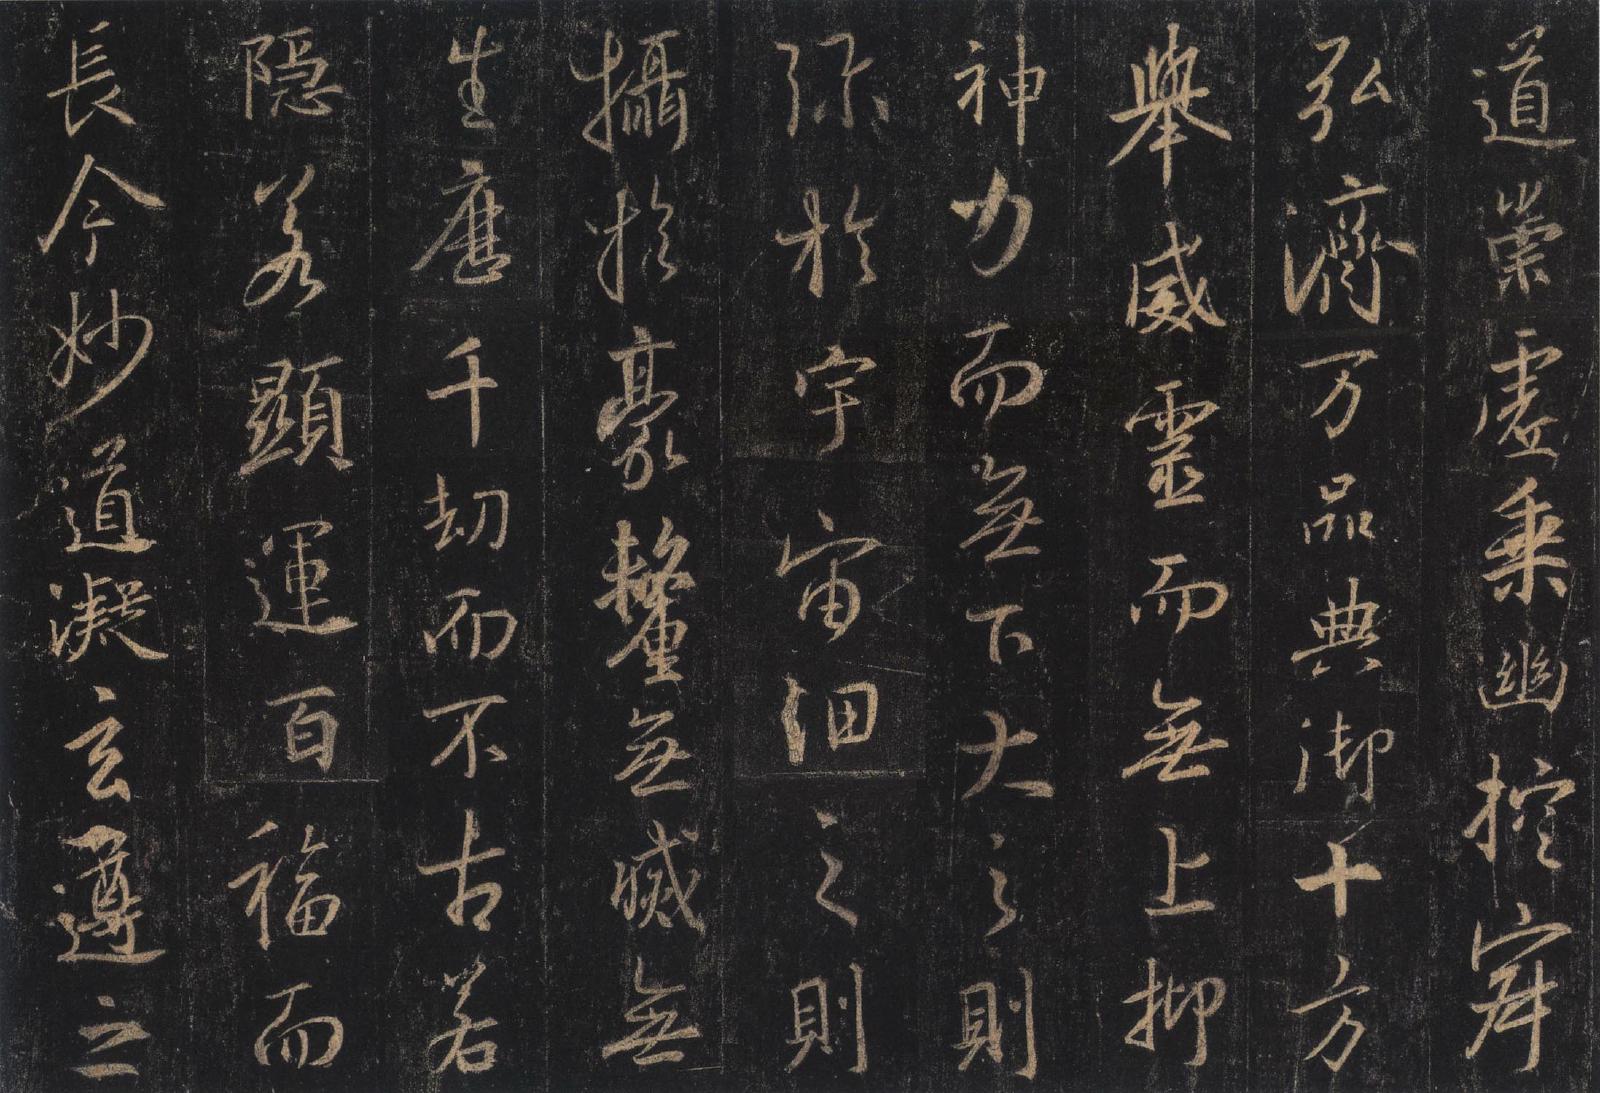 道崇虛乘幽控寂
弘濟万品典御十方
舉威靈而無上抑
神力而無下大之則
弥於宇宙細之則
攝於豪氂無滅無
生歷千劫而不古若
隱若顯運百福而
長今妙道凝玄遵之